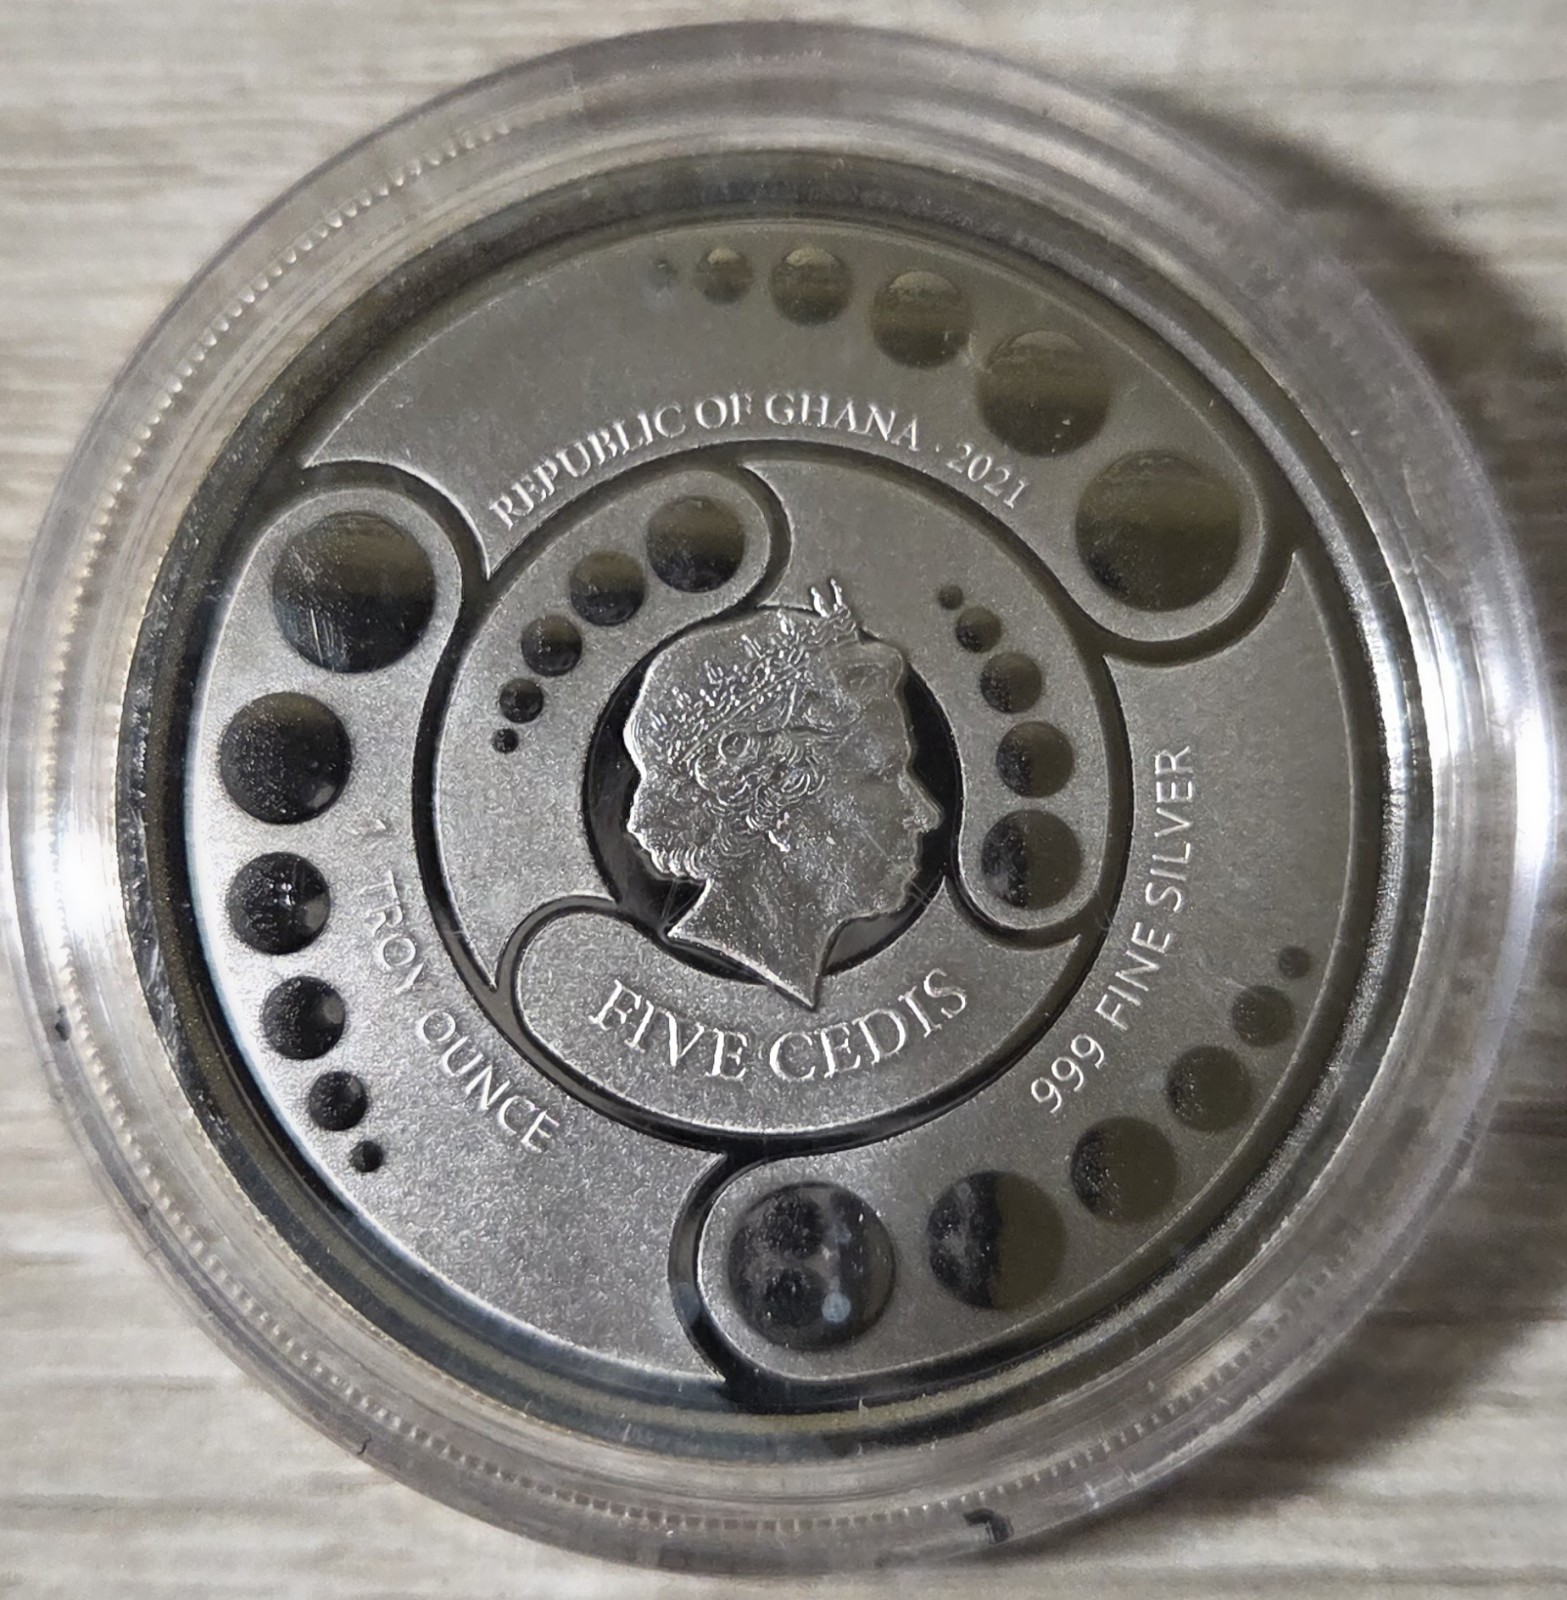 REPUBLIC OF GHANA · 2021
1 TROY OUNCE
999 FINE SILVER
FIVE CEDIS